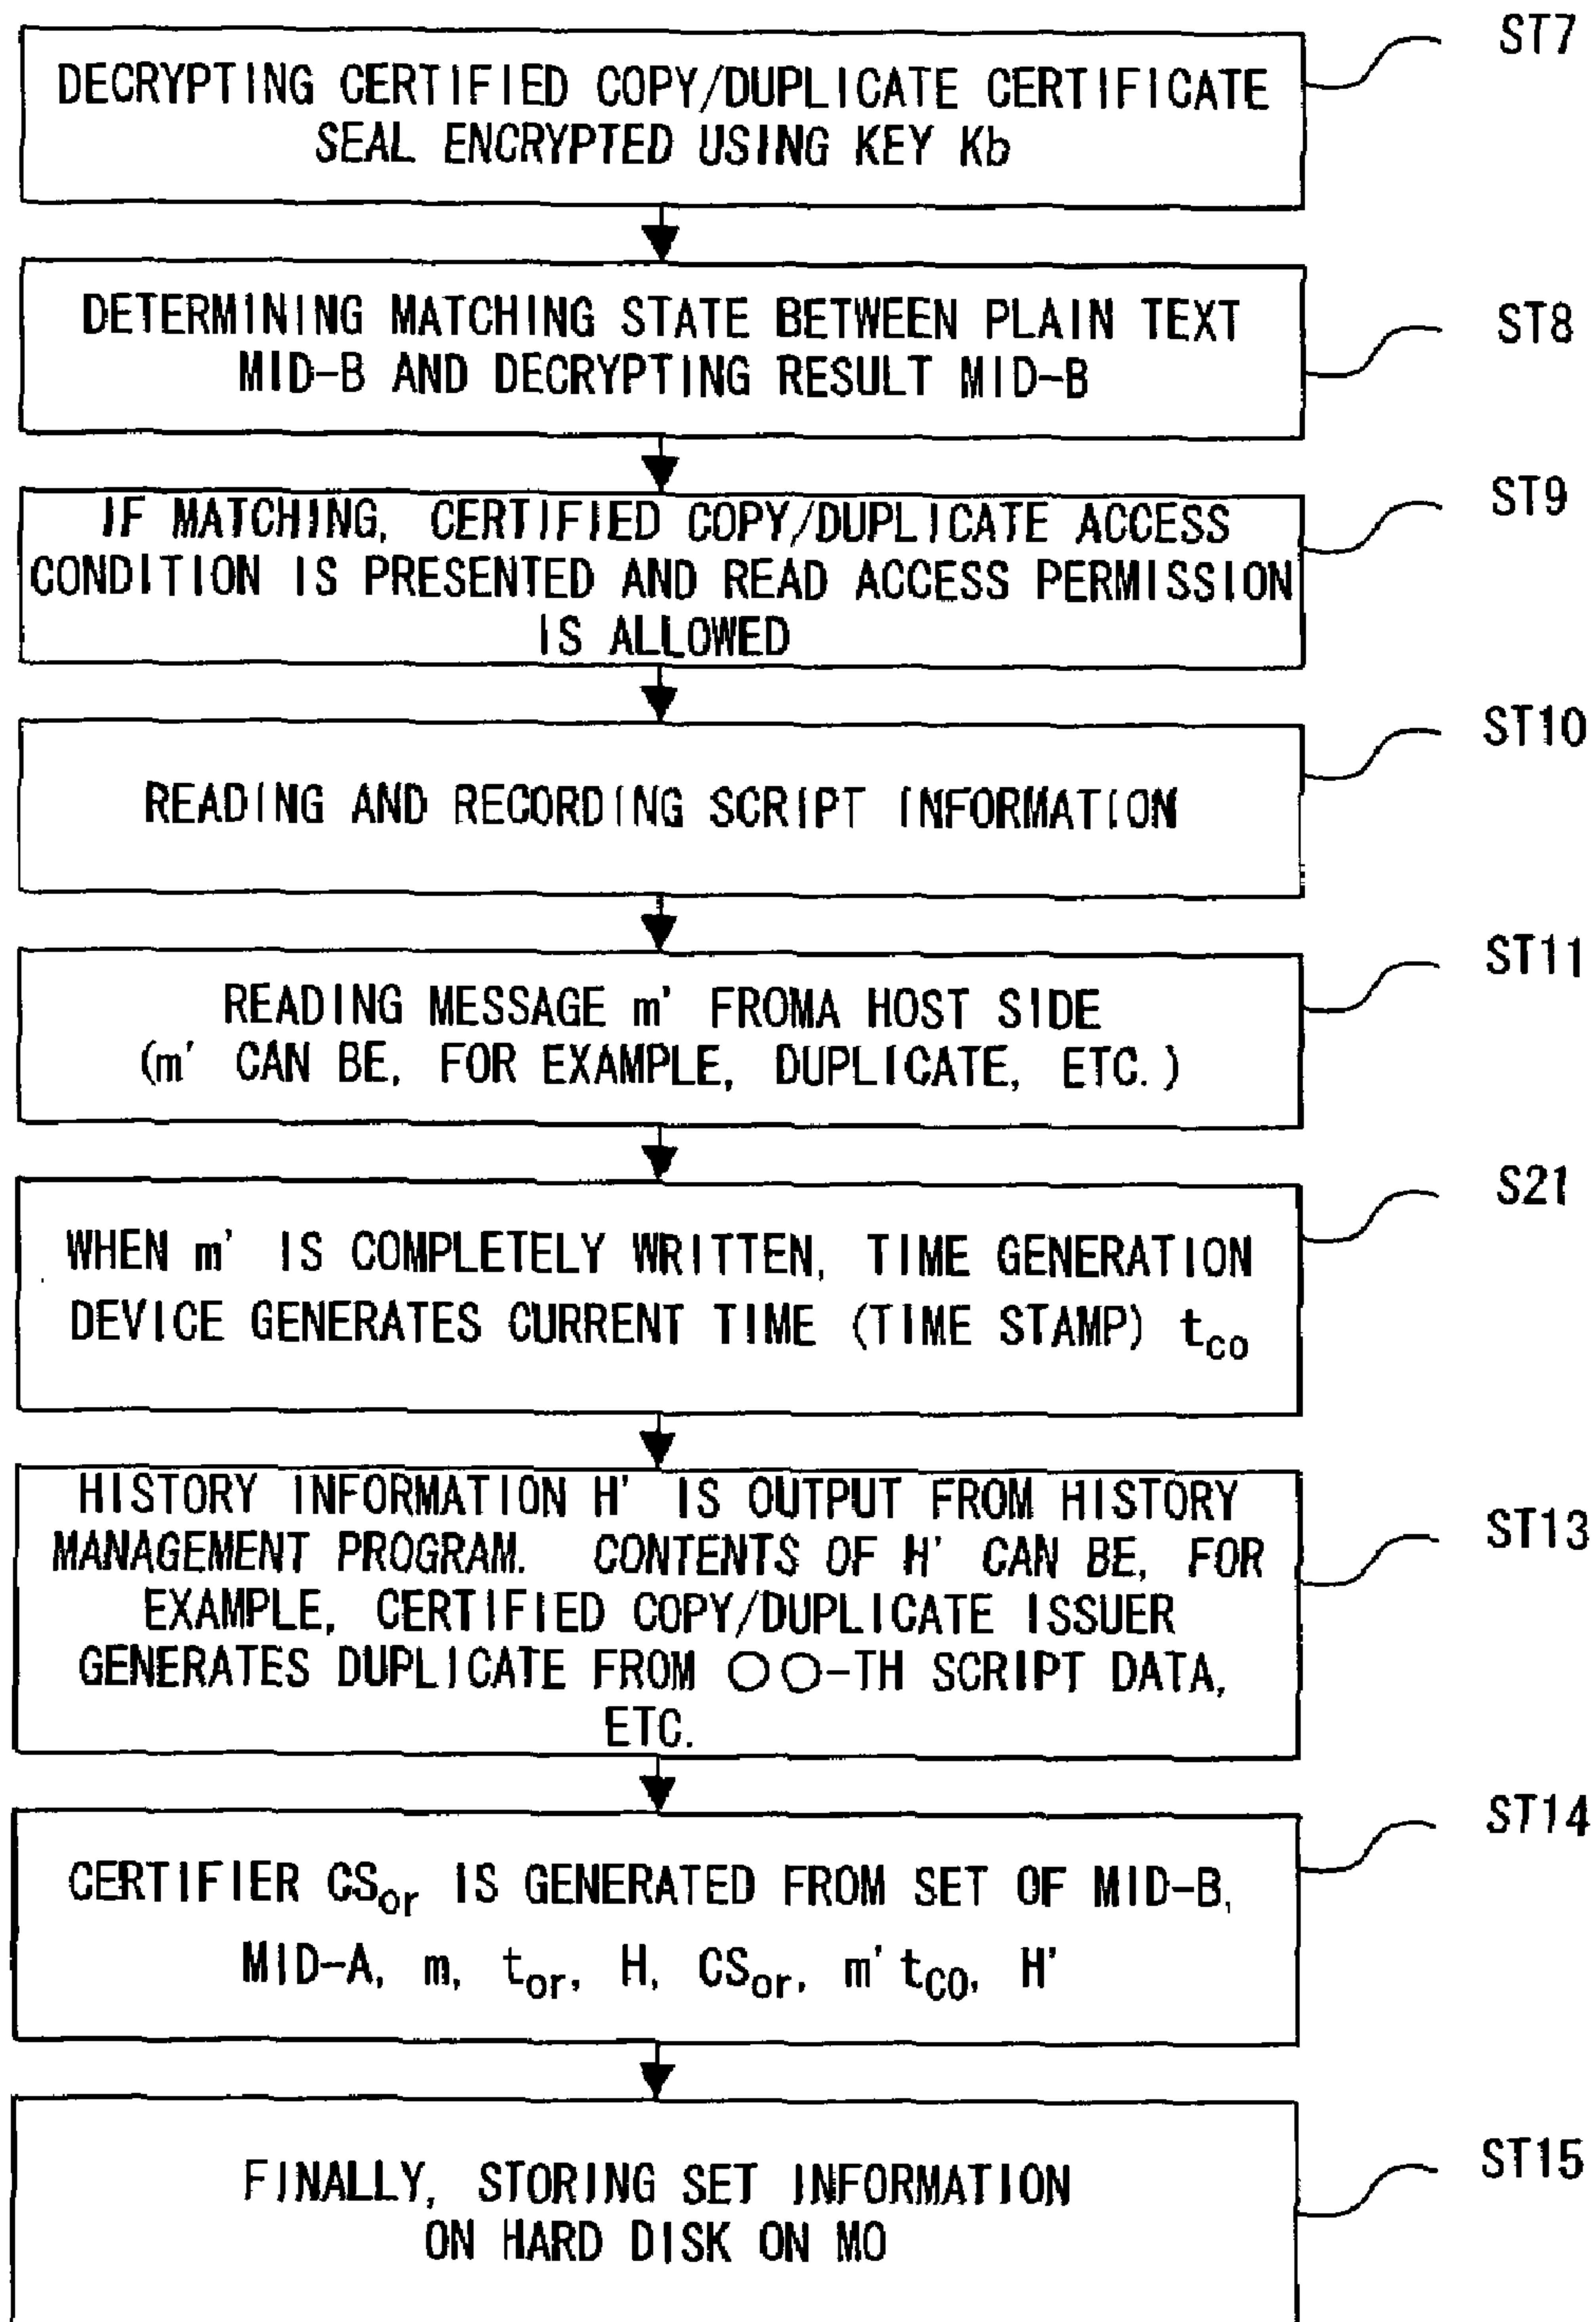 ST7
DECRYPTING CERTIFIED COPY/DUPLICATE CERTIFICATE
SEAL ENCRYPTED USING KEY Kb
ST8
DETERMINING MATCHING STATE BETWEEN PLAIN TEXT
MID-B AND DECRYPTING RESULT MID-B
ST9
IF MATCHING, CERTIFIED COPY/DUPLICATE ACCESS
CONDITION IS PRESENTED AND READ ACCESS PERMISSION
IS ALLOWED
ST10
READING AND RECORDING SCRIPT INFORMATION
ST11
READING MESSAGE m' FROMA HOST SIDE
(m' CAN BE, FOR EXAMPLE, DUPLICATE, ETC.)
S21
WHEN m' IS COMPLETELY WRITTEN, TIME GENERATION
DEVICE GENERATES CURRENT TIME (TIME STAMP) t_co
ST13
HISTORY INFORMATION H' IS OUTPUT FROM HISTORY
MANAGEMENT PROGRAM. CONTENTS OF H' CAN BE, FOR
EXAMPLE, CERTIFIED COPY/DUPLICATE ISSUER
GENERATES DUPLICATE FROM ○○-TH SCRIPT DATA,
ETC.
ST14
CERTIFIER CS_or IS GENERATED FROM SET OF MID-B,
MID-A, m, t_or, H, CS_or, m' t_CO, H'
ST15
FINALLY, STORING SET INFORMATION
ON HARD DISK ON MO